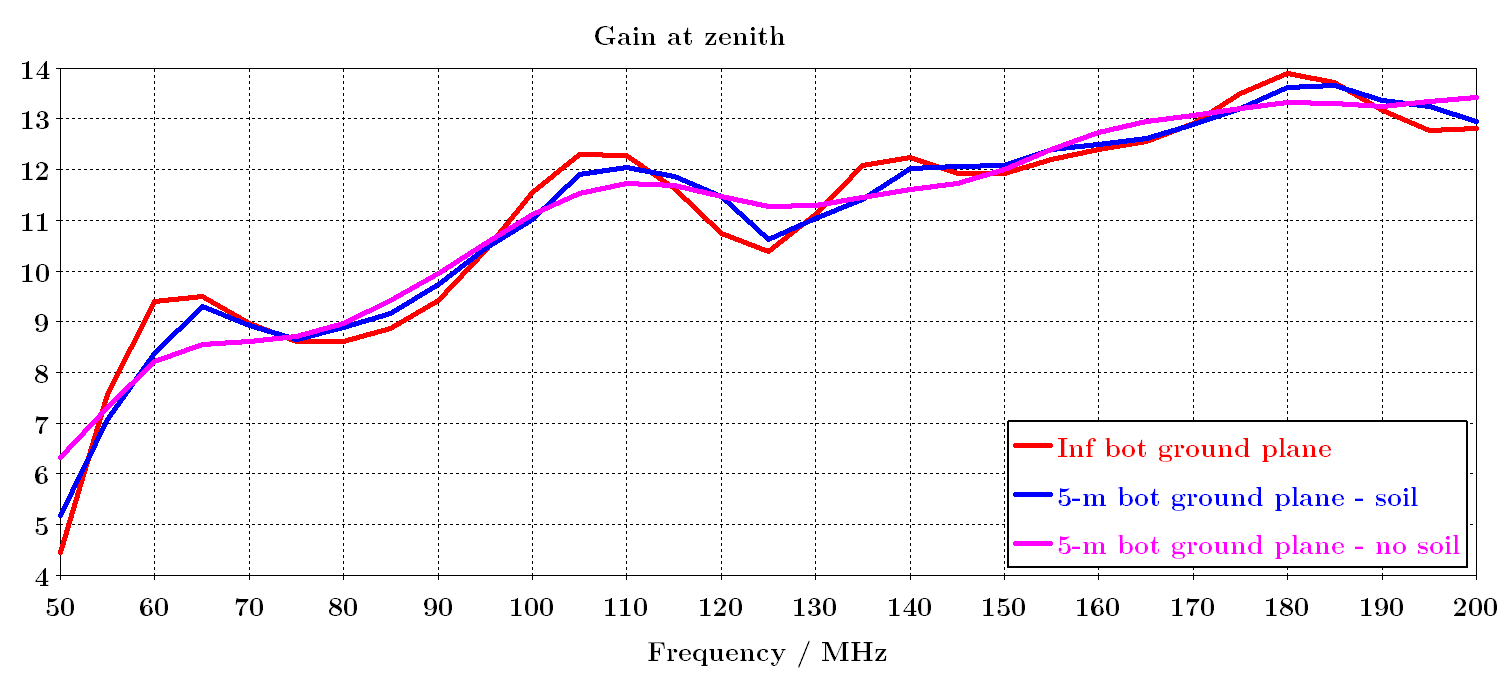 Gain at zenith
14
13
12
11
10
9
8
7
6
5
4
Inf bot ground plane
5-m bot ground plane - soil
5-m bot ground plane - no soil
50 60 70 80 90 100 110 120 130 140 150 160 170 180 190 200
Frequency / MHz